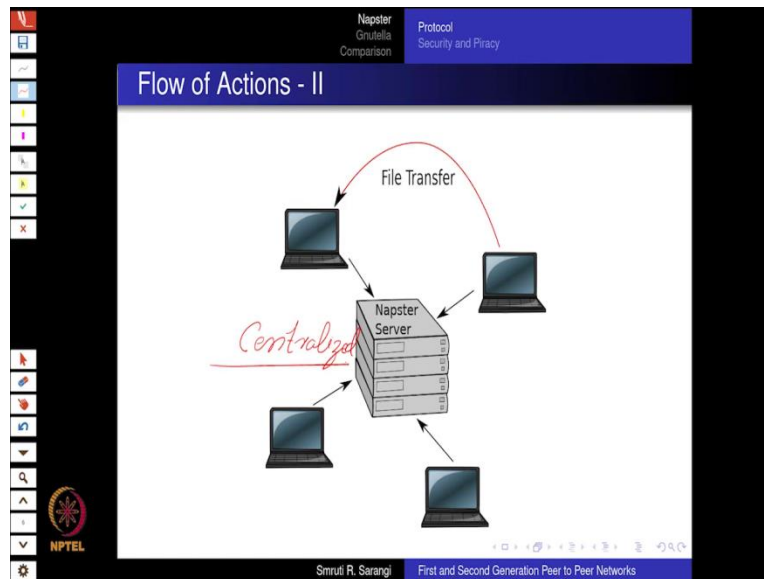 Napster
Gnutella
Comparison
Protocol
Security and Piracy
Flow of Actions - II
File Transfer
Napster
Server
Centralized
NPTEL
Smruti R. Sarangi
First and Second Generation Peer to Peer Networks